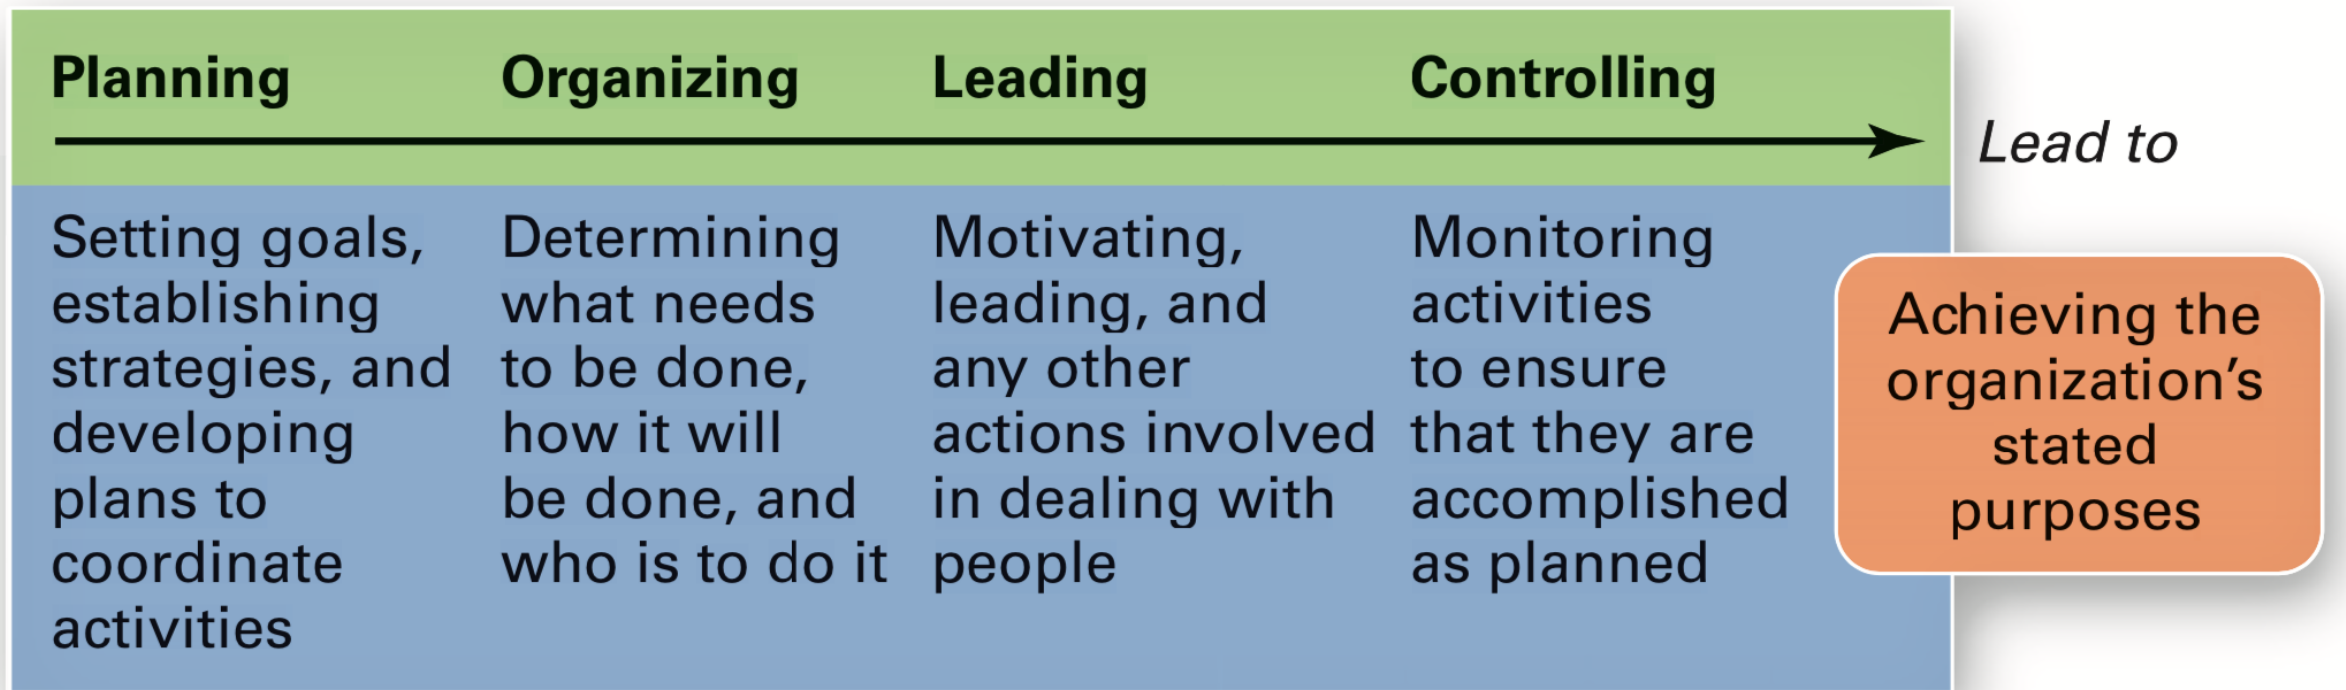 Planning
Organizing
Leading
Controlling
Lead to
Setting goals,
establishing
strategies, and
developing
plans to
coordinate
activities
Determining
what needs
to be done,
how it will
be done, and
who is to do it
Motivating,
leading, and
any other
actions involved
in dealing with
people
Monitoring
activities
to ensure
that they are
accomplished
as planned
Achieving the
organization’s
stated
purposes